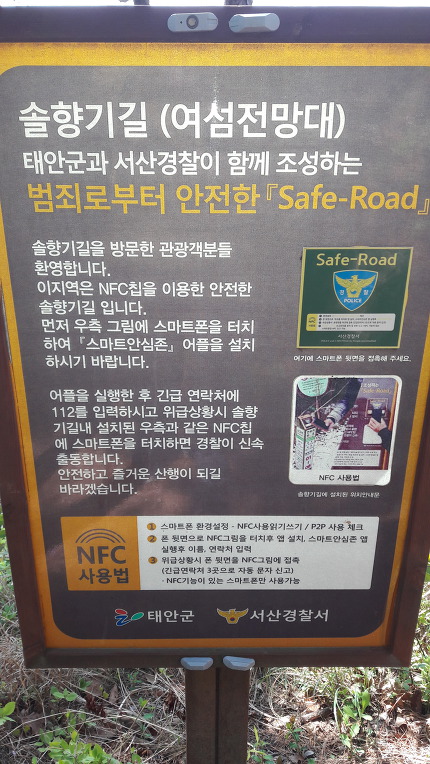 솔향기길 (여섬전망대)
태안군과 서산경찰이 함께 조성하는
범죄로부터 안전한『Safe-Road』
솔향기길을 방문한 관광객분들
환영합니다.
이지역은 NFC칩을 이용한 안전한
솔향기길 입니다.
먼저 우측 그림에 스마트폰을 터치
하여『스마트안심존』어플을 설치
하시기 바랍니다.
Safe-Road
경찰
POLICE
서산경찰서
여기에 스마트폰 뒷면을 접촉해 주세요.
어플을 실행한 후 긴급 연락처에
112를 입력하시고 위급상황시 솔향
기길내 설치된 우측과 같은 NFC칩
에 스마트폰을 터치하면 경찰이 신속
출동합니다.
안전하고 즐거운 산행이 되길
바라겠습니다.
NFC 사용법
솔향기길에 설치된 위치안내문
NFC
사용법
1 스마트폰 환경설정 - NFC사용읽기쓰기 / P2P 사용 체크
2 폰 뒷면으로 NFC그림을 터치후 앱 설치, 스마트안심존 앱
실행후 이름, 연락처 입력
3 위급상황시 폰 뒷면을 NFC그림에 접촉
(긴급연락처 3곳으로 자동 문자 신고)
- NFC기능이 있는 스마트폰만 사용가능
태안군 서산경찰서